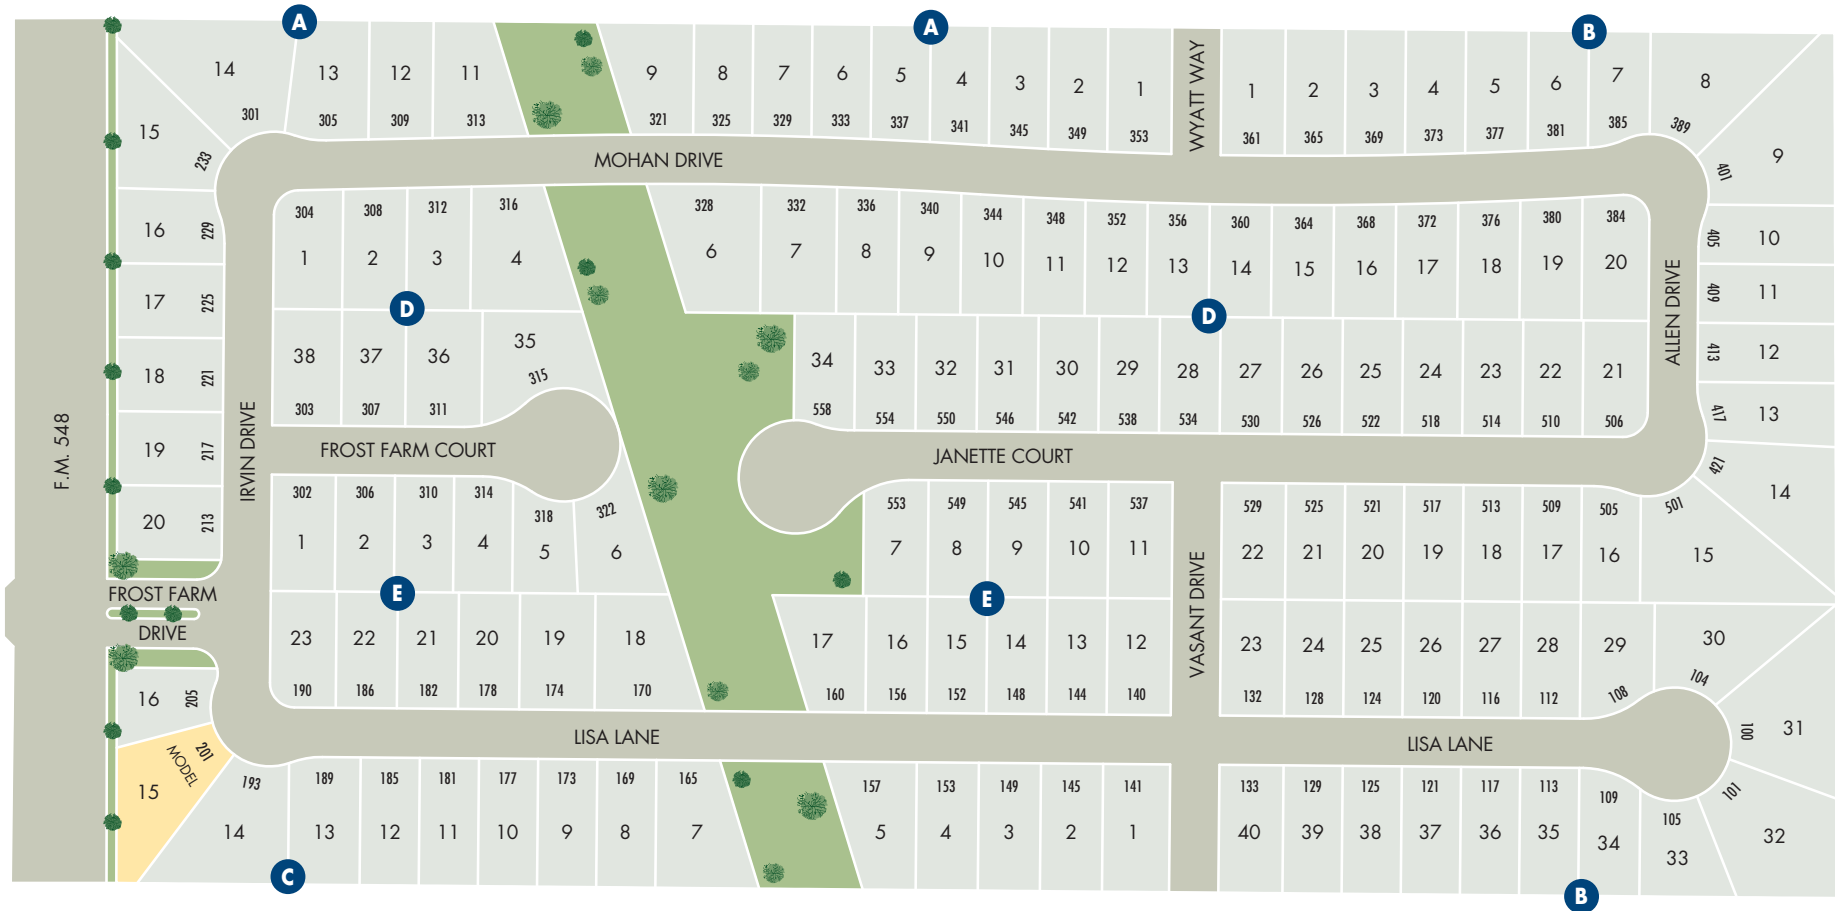 A A B
14 13 12 11 9 8 7 6 5 4 3 2 1 WYATT WAY 1 2 3 4 5 6 7 8
301 305 309 313 321 325 329 333 337 341 345 349 353 361 365 369 373 377 381 385 389
15 233
MOHAN DRIVE
9 401
304 308 312 316 328 332 336 340 344 348 352 356 360 364 368 372 376 380 384
16 229
1 2 3 4 6 7 8 9 10 11 12 13 14 15 16 17 18 19 20
405 10
17 225
409 11
D D
ALLEN DRIVE
38 37 36 35 34 33 32 31 30 29 28 27 26 25 24 23 22 21
413 12
18 221
303 307 311 315 558 554 550 546 542 538 534 530 526 522 518 514 510 506
417 13
F.M. 548
IRVIN DRIVE
19 217
FROST FARM COURT
JANETTE COURT
421 14
302 306 310 314 318 322 553 549 545 541 537 529 525 521 517 513 509 505 501
20 213
1 2 3 4 5 6 7 8 9 10 11 22 21 20 19 18 17 16 15
VASANT DRIVE
FROST FARM
DRIVE
E E
23 22 21 20 19 18 17 16 15 14 13 12 23 24 25 26 27 28 29 30
190 186 182 178 174 170 160 156 152 148 144 140 132 128 124 120 116 112 108 104
16 205
LISA LANE
LISA LANE
100 31
201
MODEL
15
193 189 185 181 177 173 169 165 157 153 149 145 141 133 129 125 121 117 113 109 105 101
14 13 12 11 10 9 8 7 5 4 3 2 1 40 39 38 37 36 35 34 33 32
C B